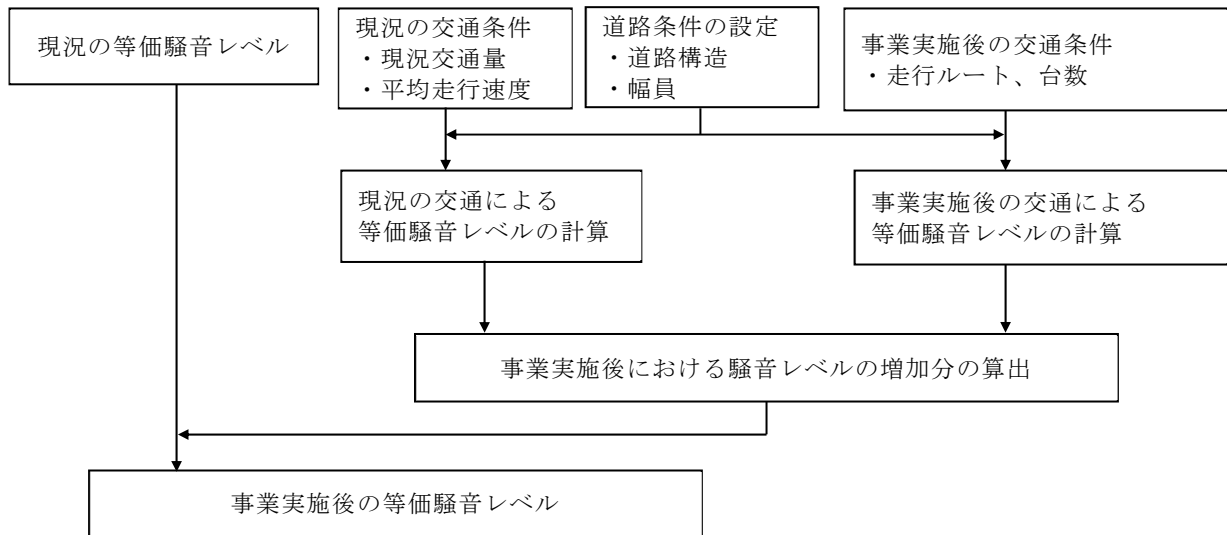 現況の等価騒音レベル
現況の交通条件
・現況交通量
・平均走行速度
道路条件の設定
・道路構造
・幅員
事業実施後の交通条件
・走行ルート、台数
現況の交通による
等価騒音レベルの計算
事業実施後の交通による
等価騒音レベルの計算
事業実施後における騒音レベルの増加分の算出
事業実施後の等価騒音レベル